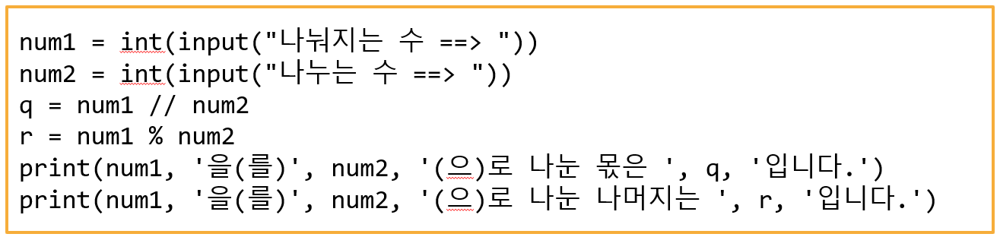 num1 = int(input("나눠지는 수 ==> "))
num2 = int(input("나누는 수 ==> "))
q = num1 // num2
r = num1 % num2
print(num1, '을(를)', num2, '(으)로 나눈 몫은 ', q, '입니다.')
print(num1, '을(를)', num2, '(으)로 나눈 나머지는 ', r, '입니다.')